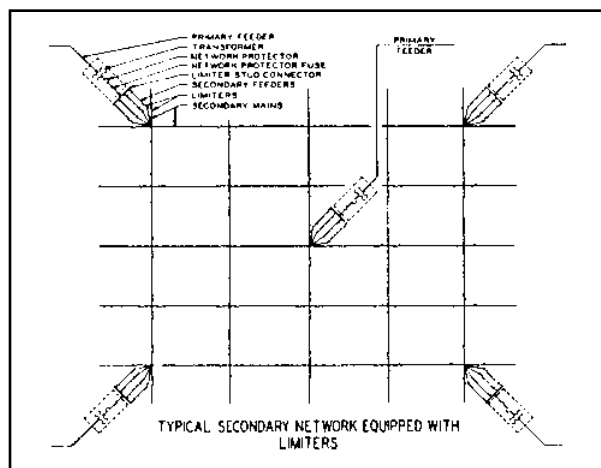 PRIMARY FEEDER
TRANSFORMER
NETWORK PROTECTOR
NETWORK PROTECTOR FUSE
LIMITER STUD CONNECTOR
SECONDARY FEEDERS
LIMITERS
SECONDARY MAINS
PRIMARY
FEEDER
TYPICAL SECONDARY NETWORK EQUIPPED WITH
LIMITERS